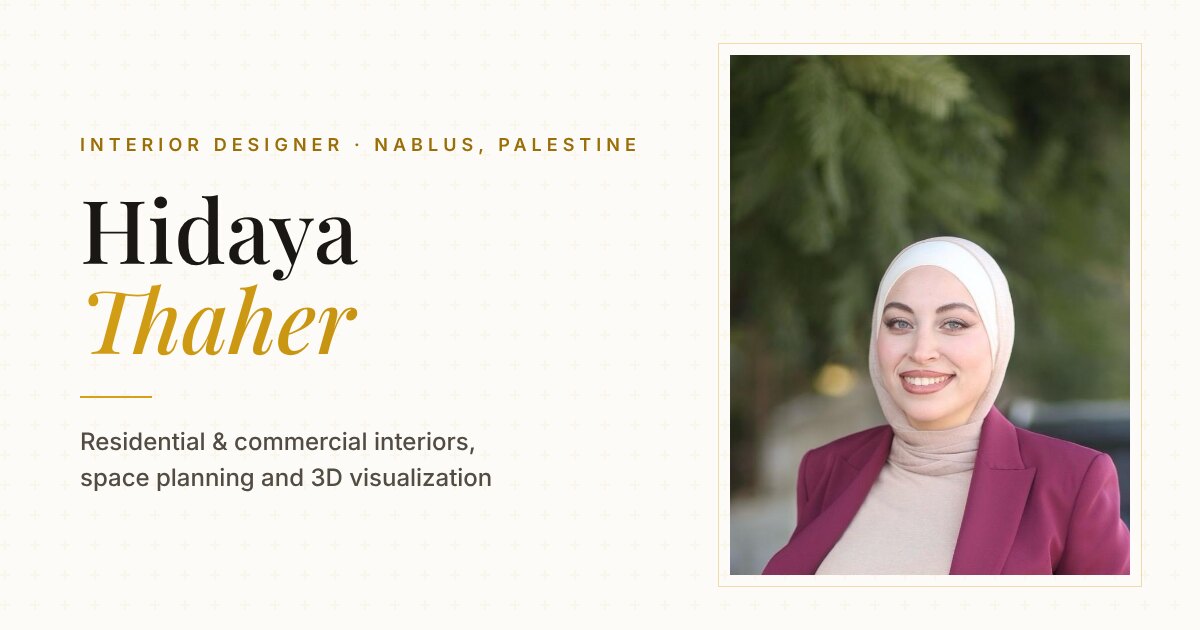 INTERIOR DESIGNER · NABLUS, PALESTINE
Hidaya
Thaher
Residential & commercial interiors,
space planning and 3D visualization